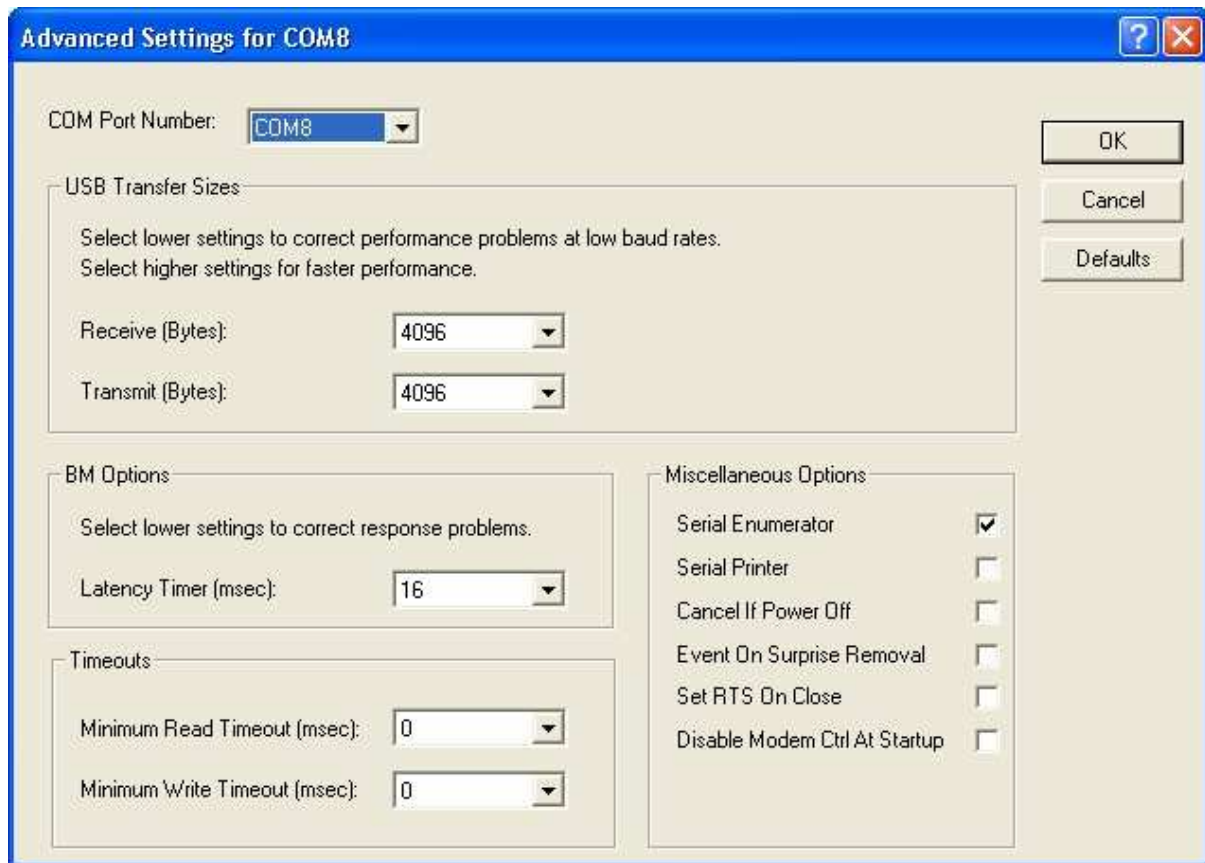 Advanced Settings for COM8
COM Port Number: COM8
OK
Cancel
Defaults
USB Transfer Sizes
Select lower settings to correct performance problems at low baud rates.
Select higher settings for faster performance.
Receive (Bytes): 4096
Transmit (Bytes): 4096
BM Options
Select lower settings to correct response problems.
Latency Timer (msec): 16
Timeouts
Minimum Read Timeout (msec): 0
Minimum Write Timeout (msec): 0
Miscellaneous Options
Serial Enumerator
Serial Printer
Cancel If Power Off
Event On Surprise Removal
Set RTS On Close
Disable Modem Ctrl At Startup